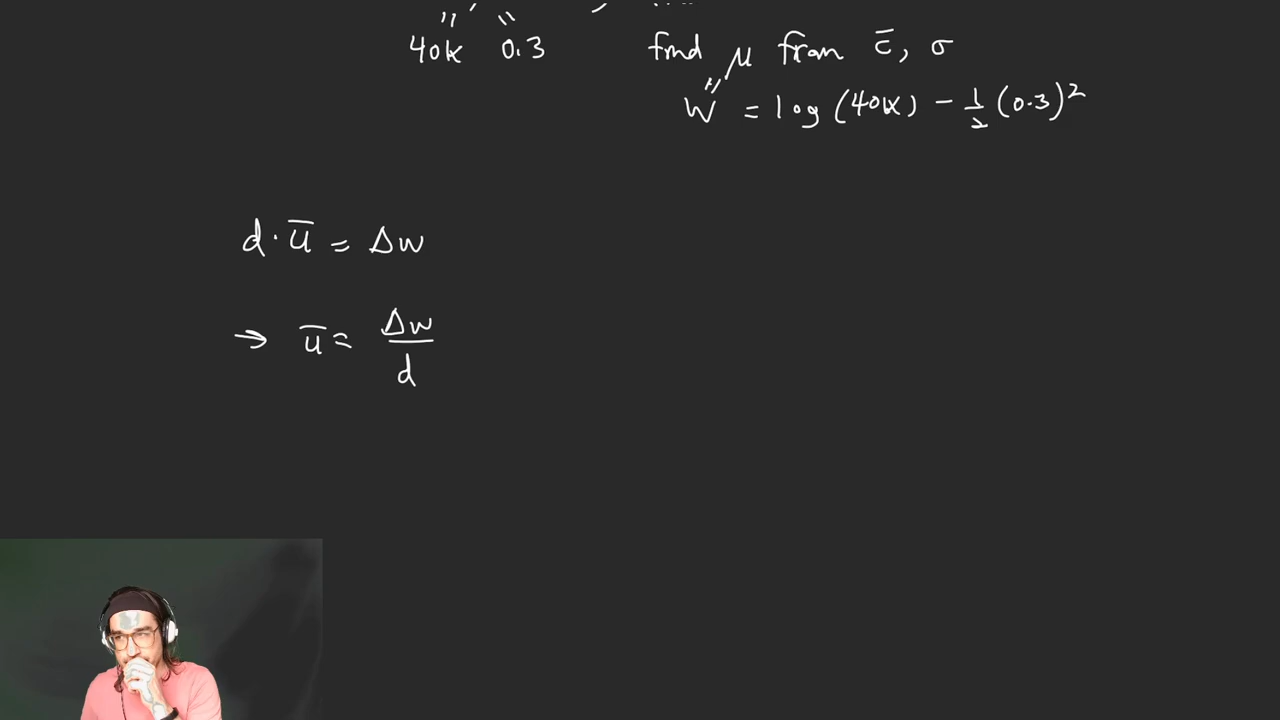 40k 0.3 find μ from c̄, σ
W = log (40k) - 1/2 (0.3)²
d · ū = Δw
⇒ ū = Δw/d